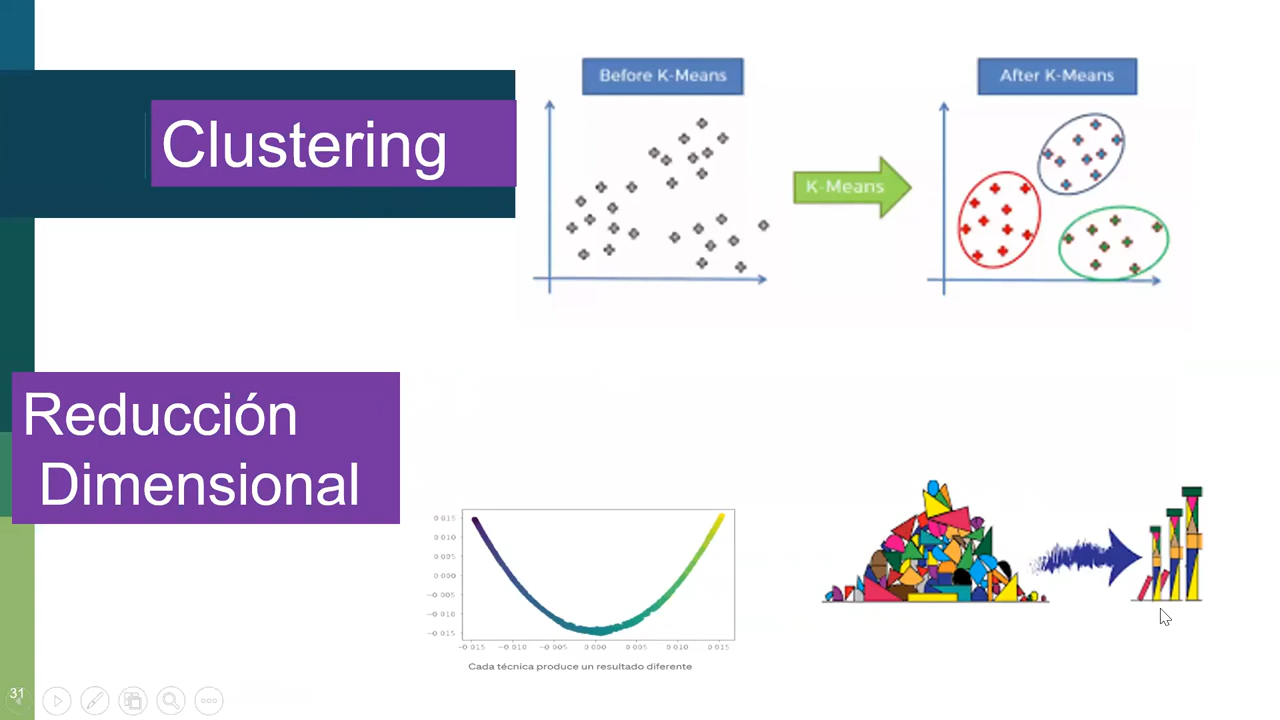 Clustering
Before K-Means
K-Means
After K-Means
Reducción
Dimensional
0 015
0 010
0 005
0 000
−0 005
−0 010
−0 015
−0 015
−0 010
−0 005
0 000
0 005
0 010
0 015
Cada técnica produce un resultado diferente
31